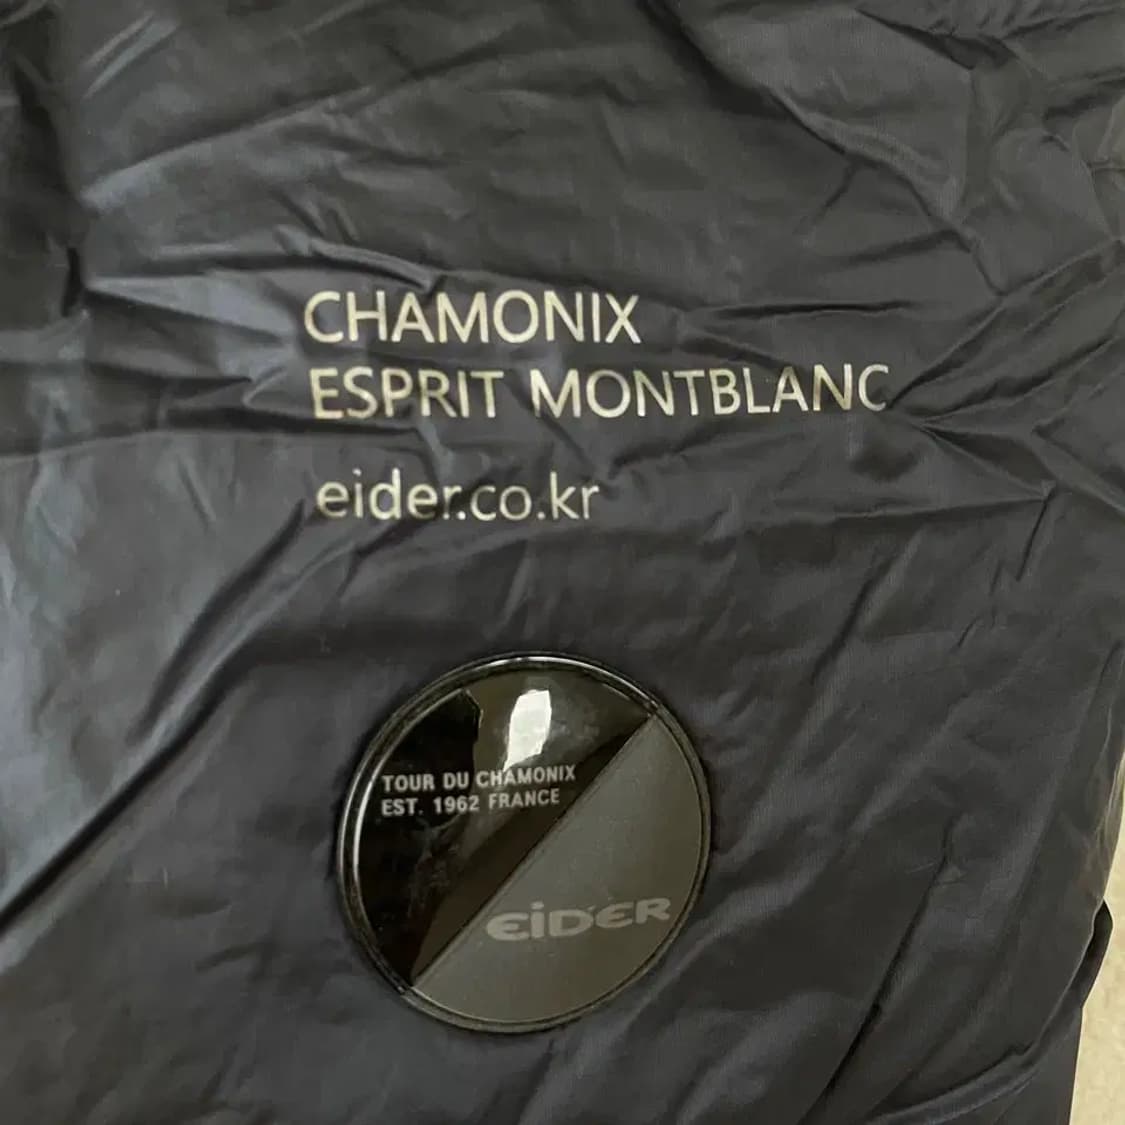 CHAMONIX
ESPRIT MONTBLANC
eider.co.kr
TOUR DU CHAMONIX
EST. 1962 FRANCE
EiDER